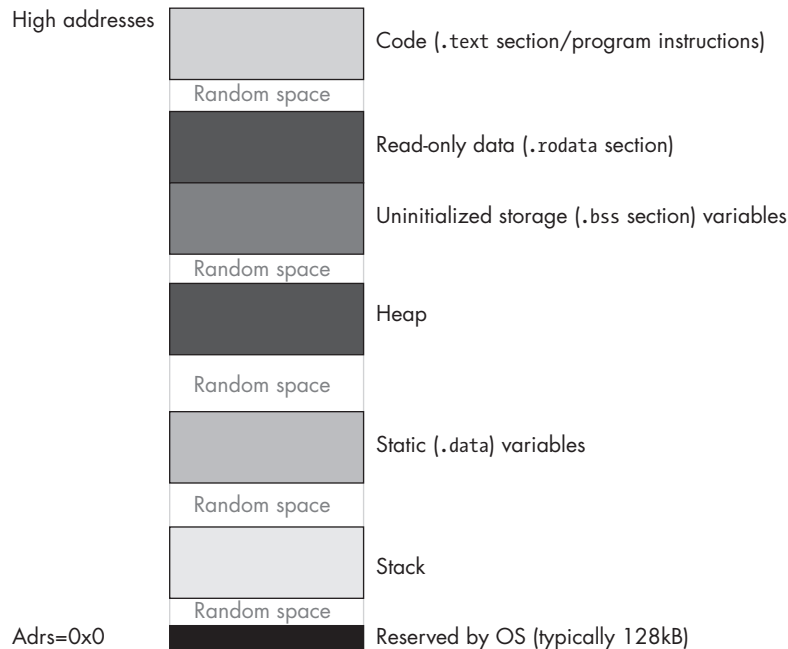 High addresses
Code (.text section/program instructions)
Random space
Read-only data (.rodata section)
Uninitialized storage (.bss section) variables
Random space
Heap
Random space
Static (.data) variables
Random space
Stack
Random space
Adrs=0x0
Reserved by OS (typically 128kB)